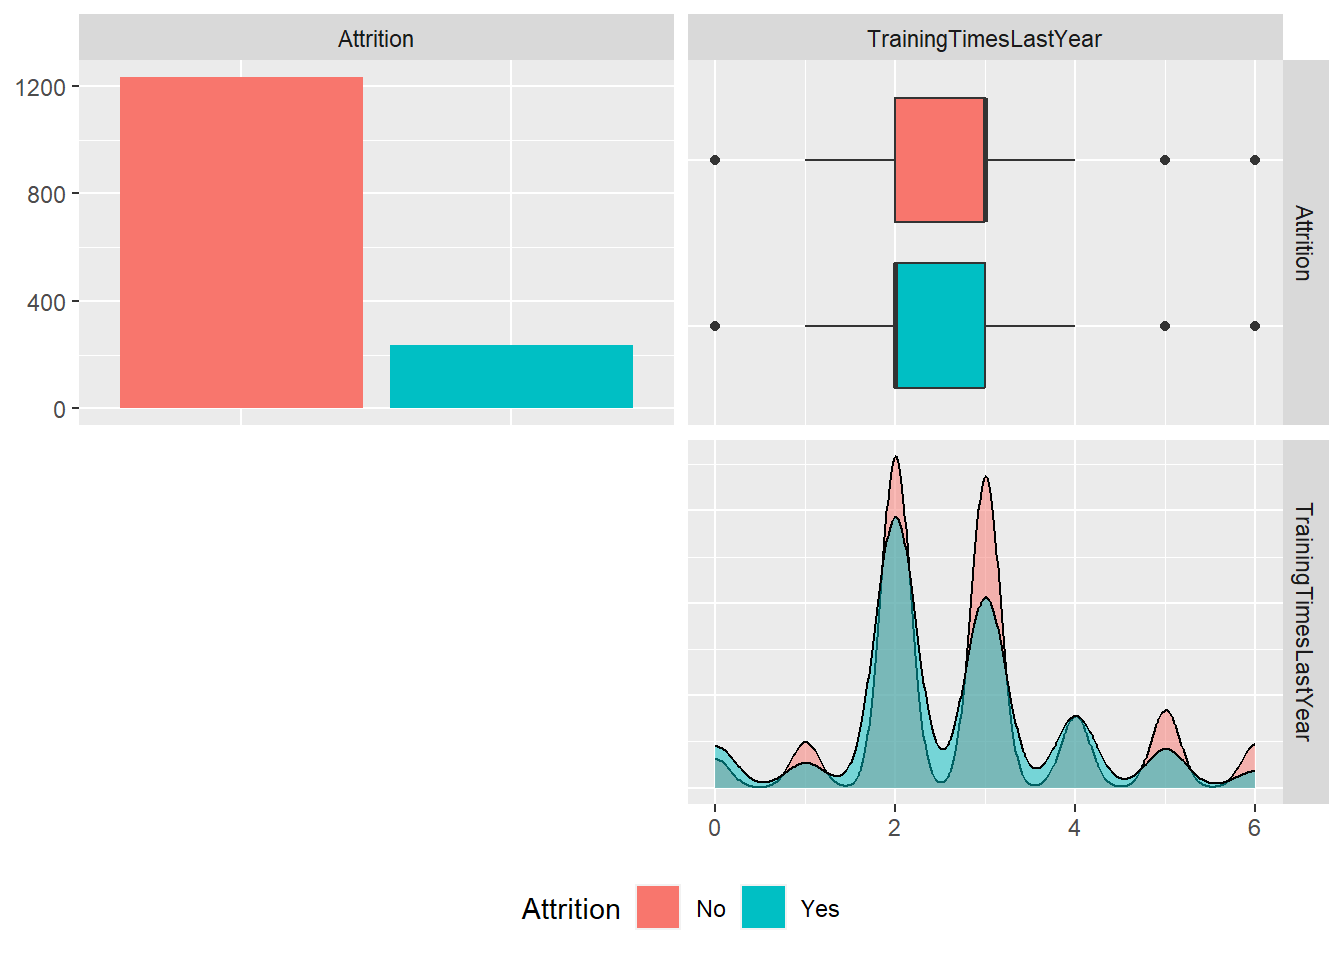 Attrition
TrainingTimesLastYear
1200
800
400
0
Attrition
TrainingTimesLastYear
0 2 4 6
Attrition No Yes